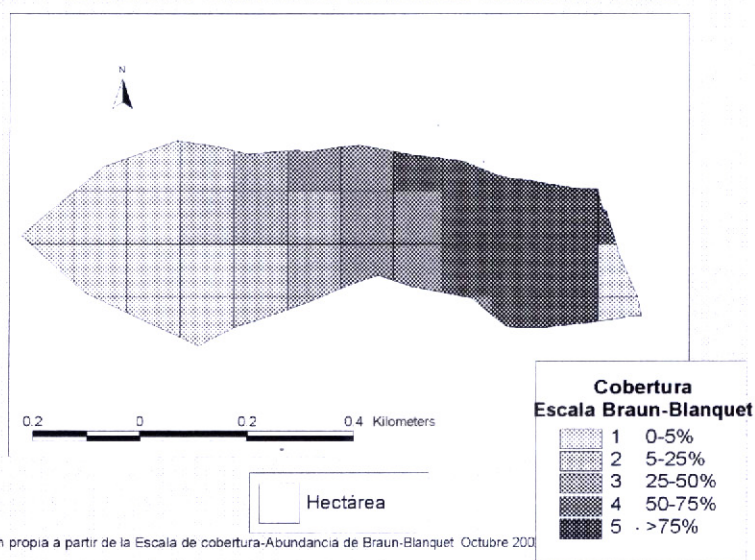 N
0.2 0 0.2 0.4 Kilometers
Cobertura
Escala Braun-Blanquet
1 0-5%
2 5-25%
3 25-50%
4 50-75%
5 >75%
Hectárea
propia a partir de la Escala de cobertura-Abundancia de Braun-Blanquet Octubre 200